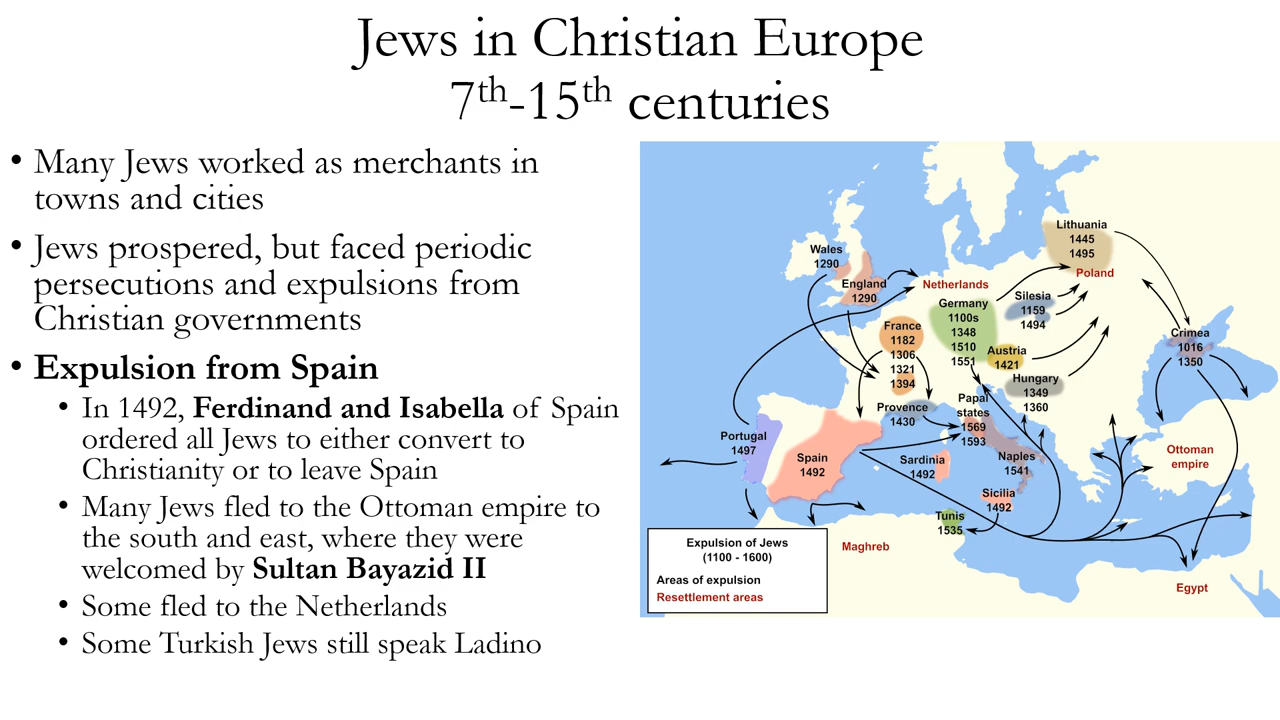 Jews in Christian Europe
7th-15th centuries
• Many Jews worked as merchants in
towns and cities
• Jews prospered, but faced periodic
persecutions and expulsions from
Christian governments
• Expulsion from Spain
• In 1492, Ferdinand and Isabella of Spain
ordered all Jews to either convert to
Christianity or to leave Spain
• Many Jews fled to the Ottoman empire to
the south and east, where they were
welcomed by Sultan Bayazid II
• Some fled to the Netherlands
• Some Turkish Jews still speak Ladino
Lithuania
1445
1495
Poland
Wales
1290
England
1290
Netherlands
Germany
1100s
1348
1510
1551
Silesia
1159
1494
France
1182
1306
1321
1394
Austria
1421
Crimea
1016
1350
Hungary
1349
1360
Provence
1430
Papal
states
1569
1593
Portugal
1497
Spain
1492
Sardinia
1492
Naples
1541
Ottoman
empire
Sicilia
1492
Tunis
1535
Maghreb
Egypt
Expulsion of Jews
(1100 - 1600)
Areas of expulsion
Resettlement areas